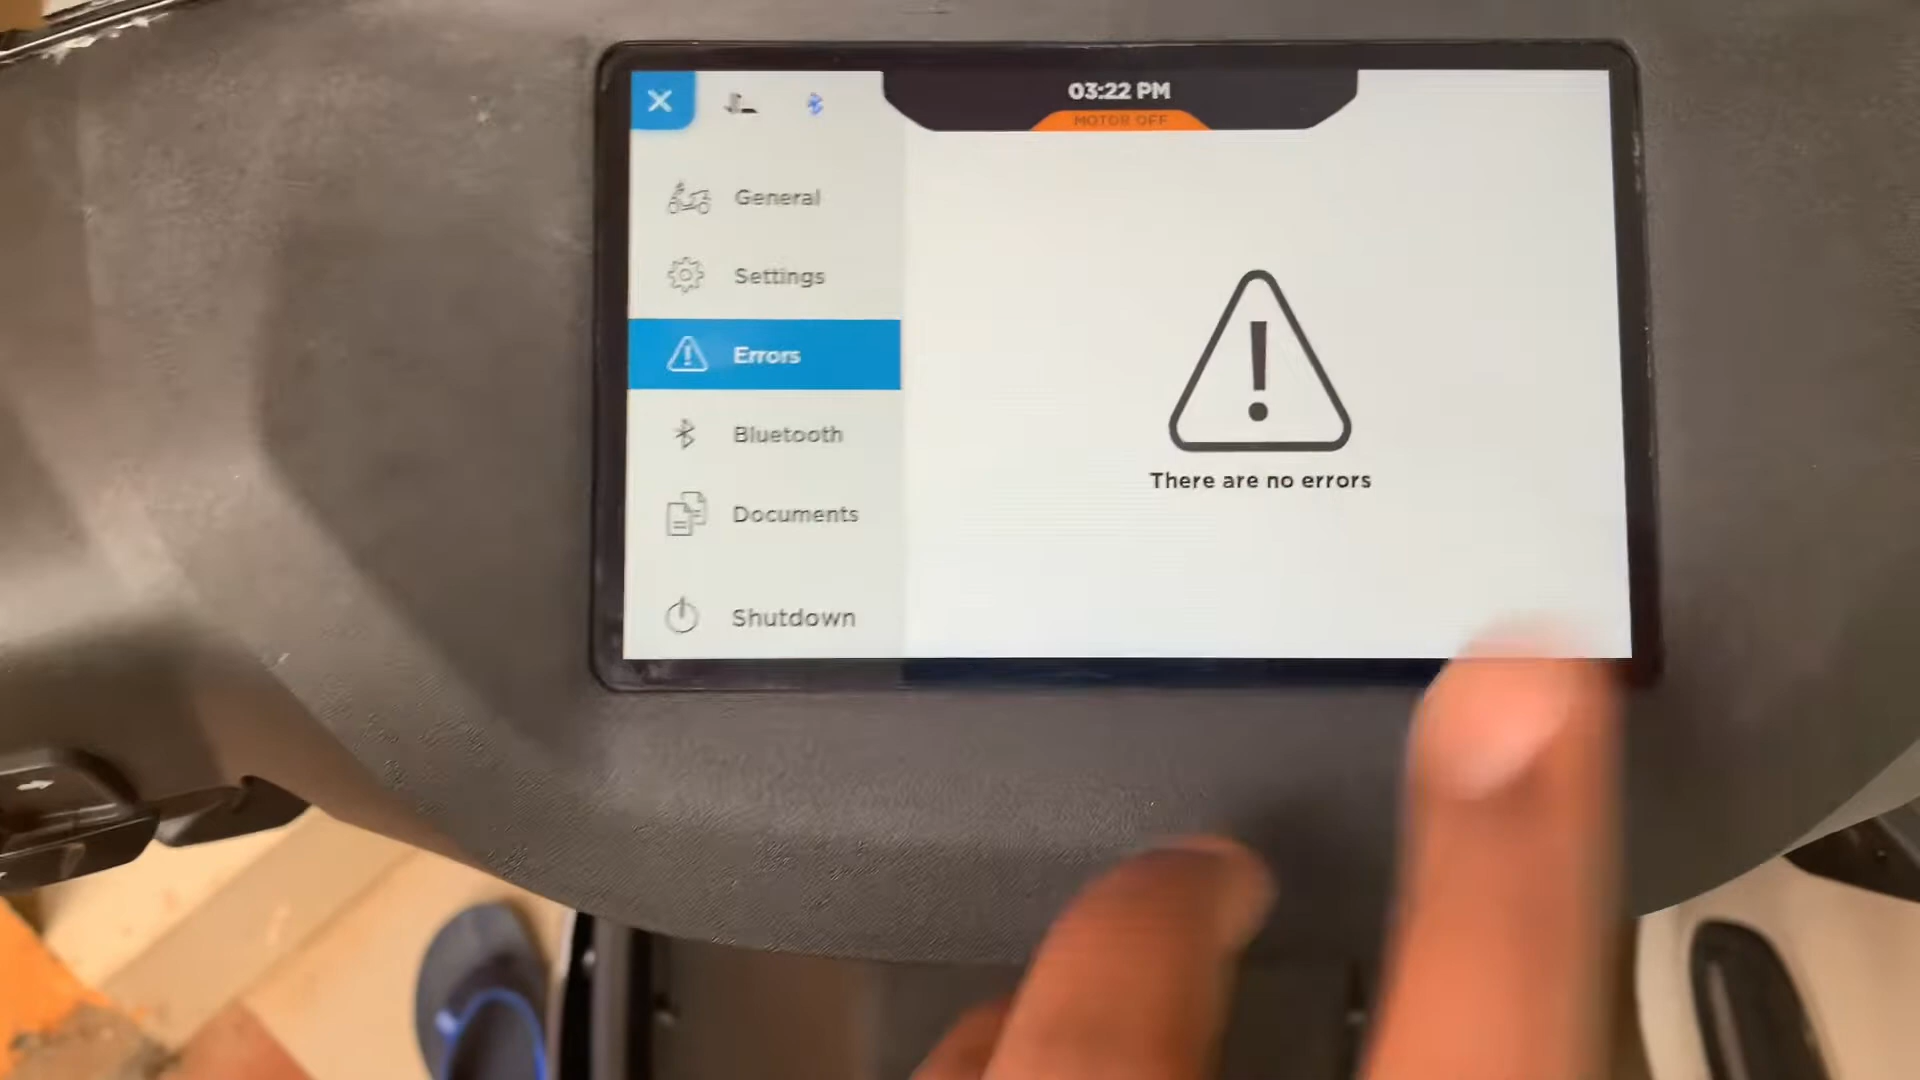 03:22 PM
MOTOR OFF
General
Settings
Errors
Bluetooth
Documents
Shutdown
There are no errors